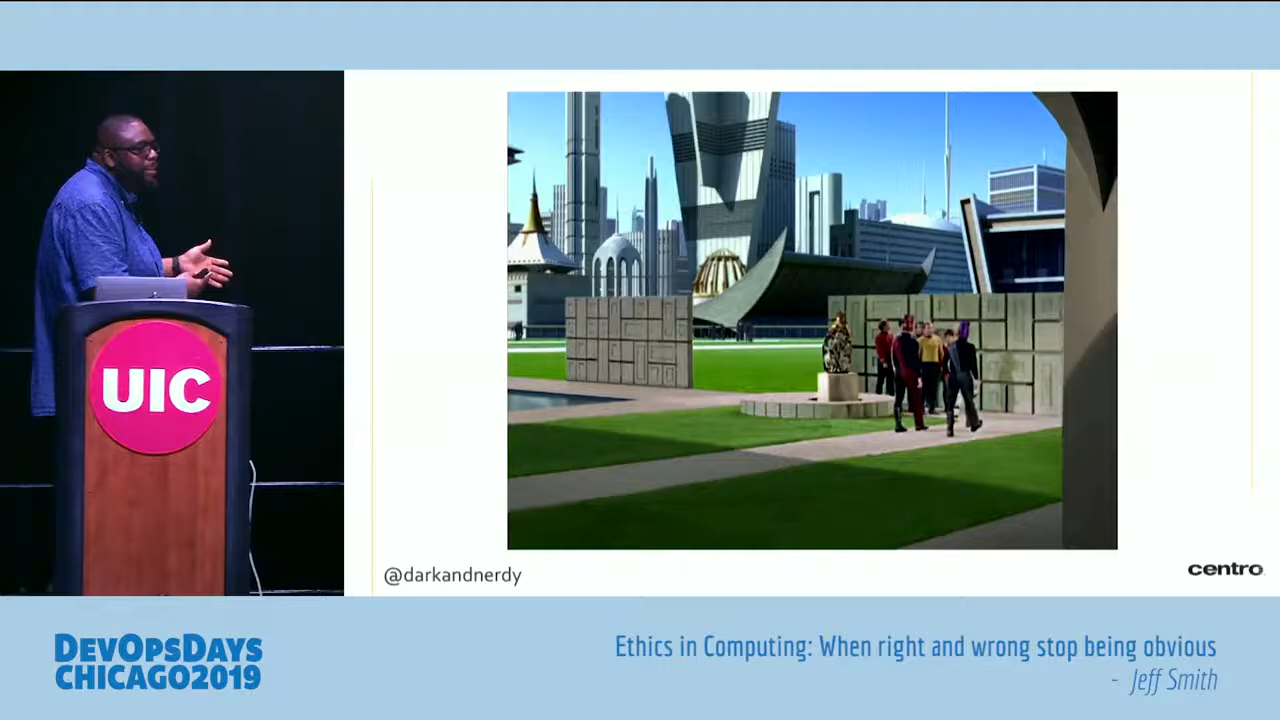 UIC
@darkandnerdy
centro
DEVOPSDAYS
CHICAGO2019
Ethics in Computing: When right and wrong stop being obvious
- Jeff Smith